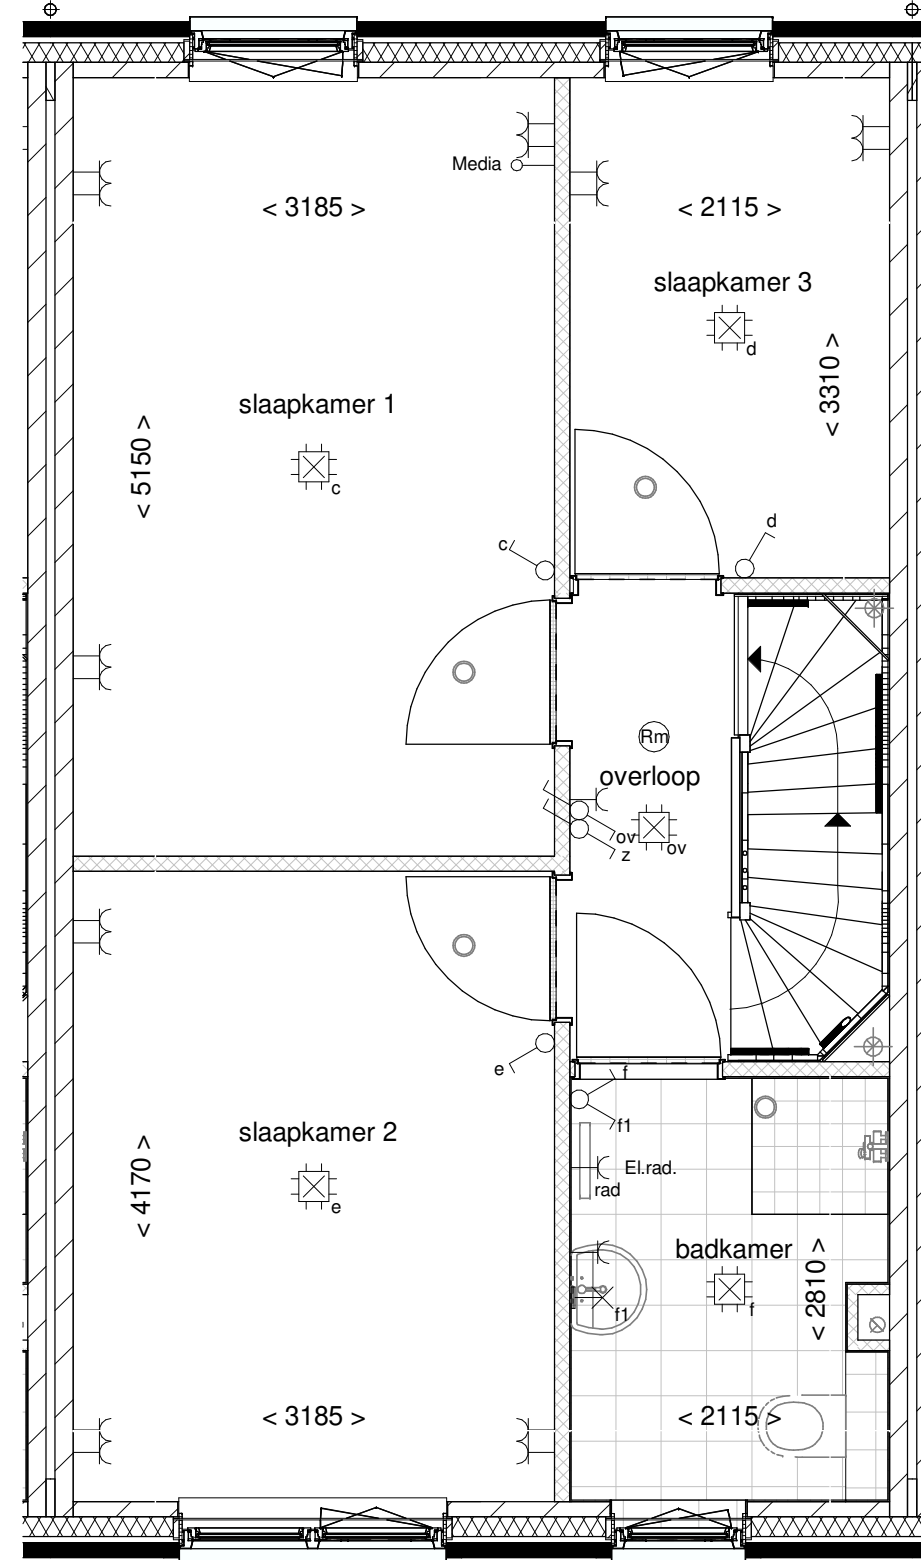 Media
< 3185 >
< 2115 >
slaapkamer 3
d
< 3310 >
slaapkamer 1
c
< 5150 >
c
d
Rm
overloop
ov
ov
z
e
f
f1
slaapkamer 2
e
< 4170 >
El.rad.
rad
badkamer
f
f1
< 2810 >
< 3185 >
< 2115 >